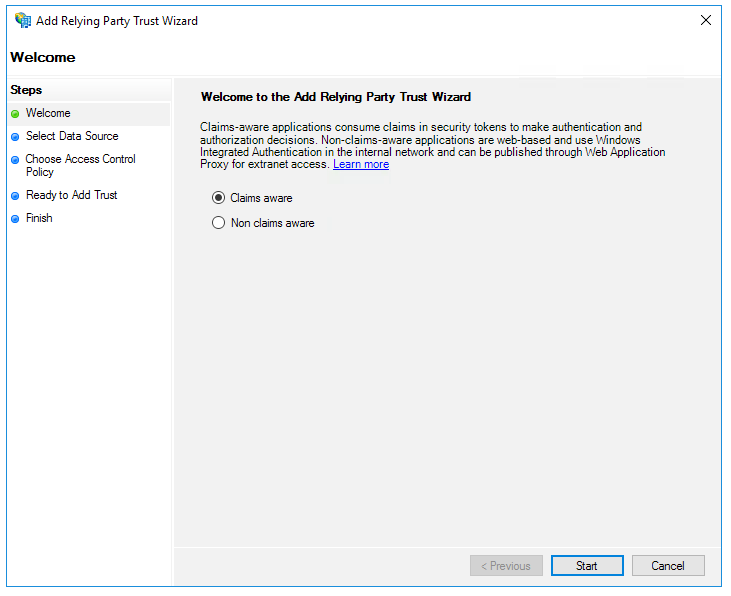 Add Relying Party Trust Wizard
Welcome
Steps
Welcome
Select Data Source
Choose Access Control
Policy
Ready to Add Trust
Finish
Welcome to the Add Relying Party Trust Wizard
Claims-aware applications consume claims in security tokens to make authentication and
authorization decisions. Non-claims-aware applications are web-based and use Windows
Integrated Authentication in the internal network and can be published through Web Application
Proxy for extranet access. Learn more
Claims aware
Non claims aware
< Previous
Start
Cancel